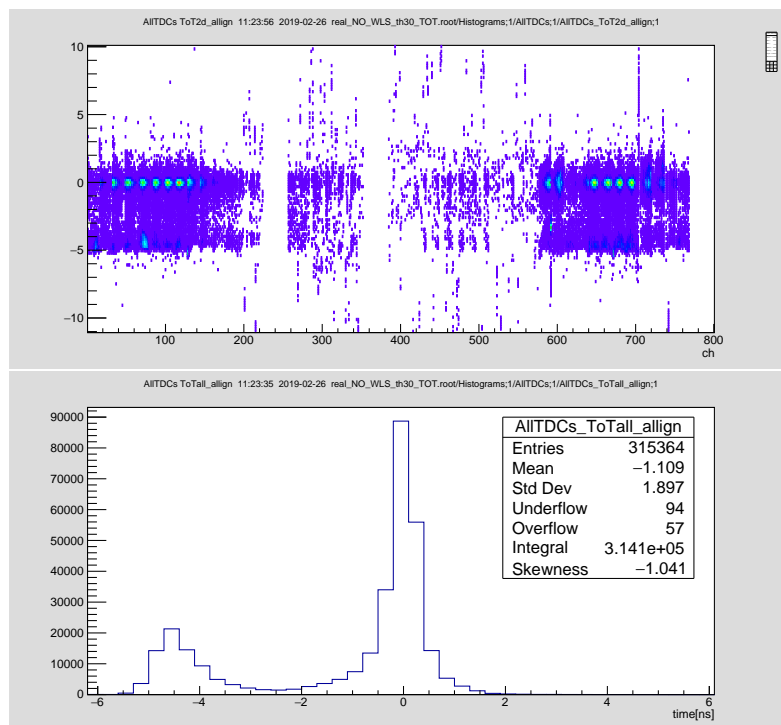 AllTDCs ToT2d_allign 11:23:56 2019-02-26 real_NO_WLS_th30_TOT.root/Histograms;1/AllTDCs;1/AllTDCs_ToT2d_allign;1
10
5
0
−5
−10
100 200 300 400 500 600 700 800
ch
AllTDCs ToTall_allign 11:23:35 2019-02-26 real_NO_WLS_th30_TOT.root/Histograms;1/AllTDCs;1/AllTDCs_ToTall_allign;1
90000
80000
70000
60000
50000
40000
30000
20000
10000
0
−6 −4 −2 0 2 4 6
time[ns]
AllTDCs_ToTall_allign
Entries 315364
Mean −1.109
Std Dev 1.897
Underflow 94
Overflow 57
Integral 3.141e+05
Skewness −1.041